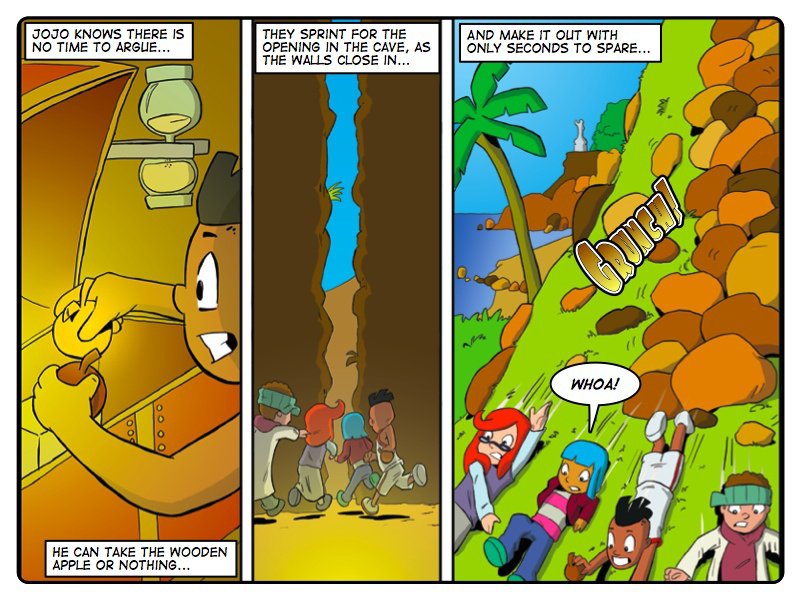 JOJO KNOWS THERE IS
NO TIME TO ARGUE...
HE CAN TAKE THE WOODEN
APPLE OR NOTHING...
THEY SPRINT FOR THE
OPENING IN THE CAVE, AS
THE WALLS CLOSE IN...
AND MAKE IT OUT WITH
ONLY SECONDS TO SPARE...
CRUNCH!
WHOA!